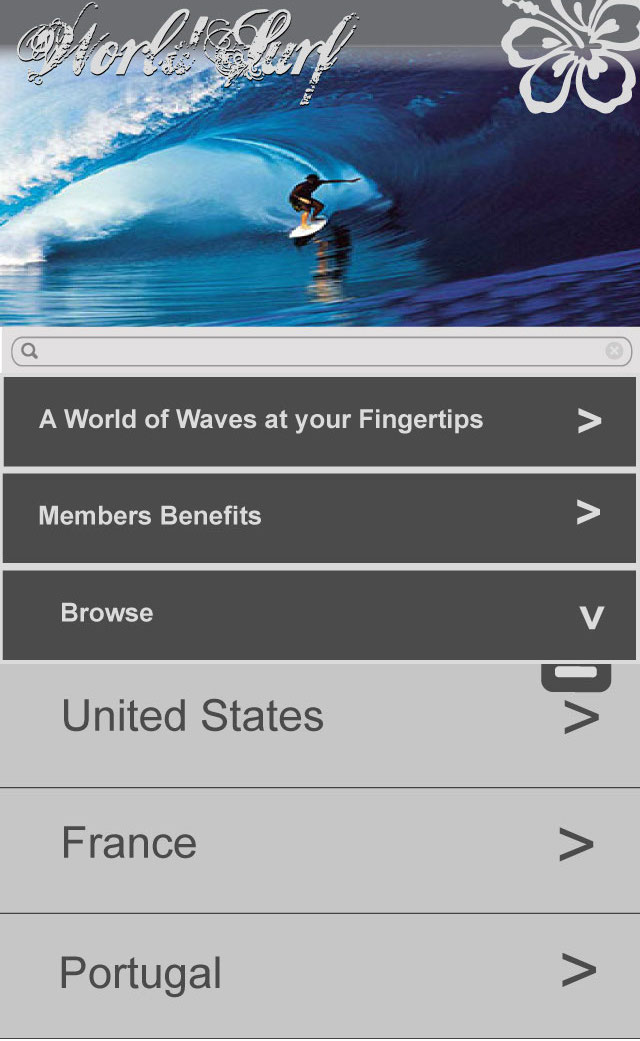 World Surf
A World of Waves at your Fingertips >
Members Benefits >
Browse v
United States >
France >
Portugal >